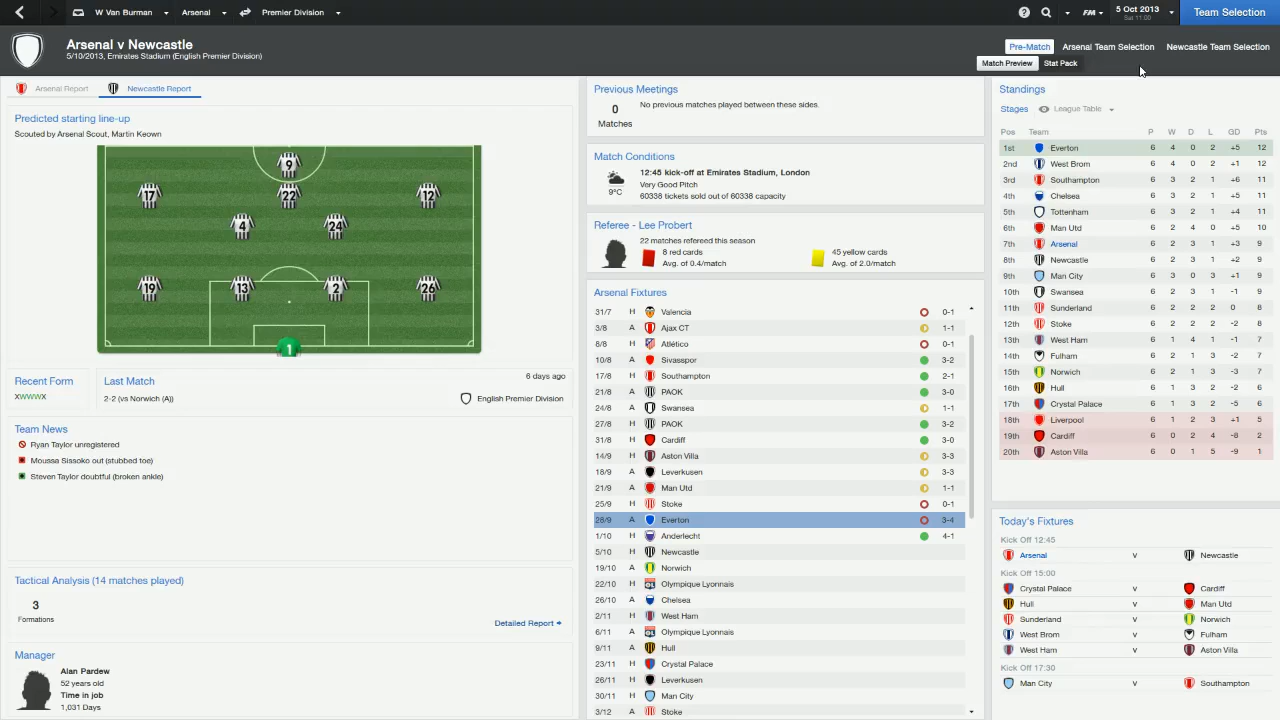 W Van Burman
Arsenal
Premier Division
FM
5 Oct 2013
Sat 11:00
Team Selection
Arsenal v Newcastle
5/10/2013, Emirates Stadium (English Premier Division)
Pre-Match
Arsenal Team Selection
Newcastle Team Selection
Match Preview
Stat Pack
Arsenal Report
Newcastle Report
Predicted starting line-up
Scouted by Arsenal Scout, Martin Keown
9
17
22
12
4
24
19
13
2
26
1
Recent Form
xwwwx
Last Match
6 days ago
2-2 (vs Norwich (A))
English Premier Division
Team News
Ryan Taylor unregistered
Moussa Sissoko out (stubbed toe)
Steven Taylor doubtful (broken ankle)
Tactical Analysis (14 matches played)
3
Formations
Detailed Report
Manager
Alan Pardew
52 years old
Time in job
1,031 Days
Previous Meetings
0
Matches
No previous matches played between these sides.
Match Conditions
9°C
12:45 kick-off at Emirates Stadium, London
Very Good Pitch
60338 tickets sold out of 60338 capacity
Referee - Lee Probert
22 matches refereed this season
8 red cards
Avg. of 0.4/match
45 yellow cards
Avg. of 2.0/match
Arsenal Fixtures
31/7 H Valencia 0-1
3/8 A Ajax CT 1-1
8/8 H Atlético 0-1
10/8 A Sivasspor 3-2
17/8 H Southampton 2-1
21/8 A PAOK 3-0
24/8 A Swansea 1-1
27/8 H PAOK 3-2
31/8 H Cardiff 3-0
14/9 H Aston Villa 3-3
18/9 A Leverkusen 3-3
21/9 A Man Utd 1-1
25/9 H Stoke 0-1
28/9 A Everton 3-4
1/10 H Anderlecht 4-1
5/10 H Newcastle
19/10 A Norwich
22/10 H Olympique Lyonnais
26/10 A Chelsea
2/11 H West Ham
6/11 A Olympique Lyonnais
9/11 A Hull
23/11 H Crystal Palace
26/11 H Leverkusen
30/11 H Man City
3/12 A Stoke
Standings
Stages
League Table
Pos Team P W D L GD Pts
1st Everton 6 4 0 2 +5 12
2nd West Brom 6 4 0 2 +1 12
3rd Southampton 6 3 2 1 +6 11
4th Chelsea 6 3 2 1 +5 11
5th Tottenham 6 3 2 1 +4 11
6th Man Utd 6 2 4 0 +5 10
7th Arsenal 6 2 3 1 +3 9
8th Newcastle 6 2 3 1 +2 9
9th Man City 6 3 0 3 +1 9
10th Swansea 6 2 3 1 -1 9
11th Sunderland 6 2 2 2 0 8
12th Stoke 6 2 2 2 -2 8
13th West Ham 6 1 4 1 -1 7
14th Fulham 6 2 1 3 -2 7
15th Norwich 6 2 1 3 -3 7
16th Hull 6 1 3 2 -2 6
17th Crystal Palace 6 1 3 2 -5 6
18th Liverpool 6 1 2 3 +1 5
19th Cardiff 6 0 2 4 -8 2
20th Aston Villa 6 0 1 5 -9 1
Today's Fixtures
Kick Off 12:45
Arsenal v Newcastle
Kick Off 15:00
Crystal Palace v Cardiff
Hull v Man Utd
Sunderland v Norwich
West Brom v Fulham
West Ham v Aston Villa
Kick Off 17:30
Man City v Southampton